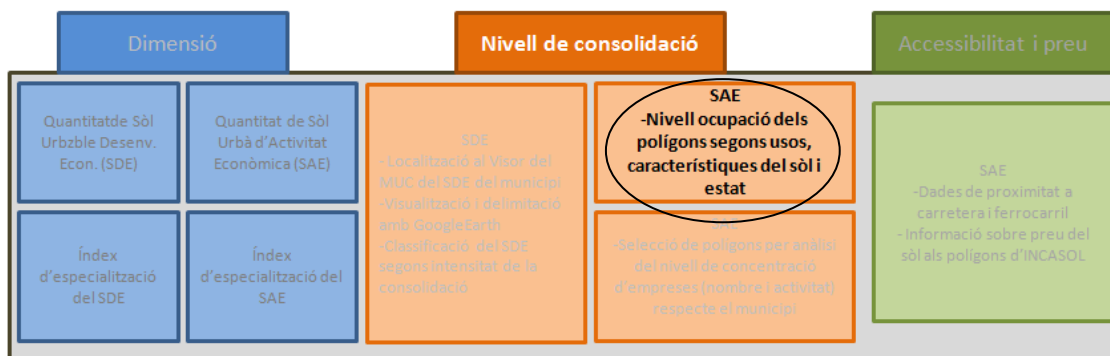 Dimensió
Nivell de consolidació
Accessibilitat i preu
Quantitatde Sòl
Urbzble Desenv.
Econ. (SDE)
Quantitat de Sòl
Urbà d'Activitat
Econòmica (SAE)
Índex
d'especialització
del SDE
Índex
d'especialització del
SAE
SDE
- Localització al Visor del
MUC del SDE del municipi
-Visualització i delimitació
amb GoogleEarth
-Classificació del SDE
segons intensitat de la
consolidació
SAE
-Nivell ocupació dels
polígons segons usos,
característiques del sòl i
estat
SAE
-Selecció de polígons per anàlisi
del nivell de concentració
d'empreses (nombre i activitat)
respecte el municipi
SAE
-Dades de proximitat a
carretera i ferrocarril
- Informació sobre preu del
sòl als polígons d'INCASOL